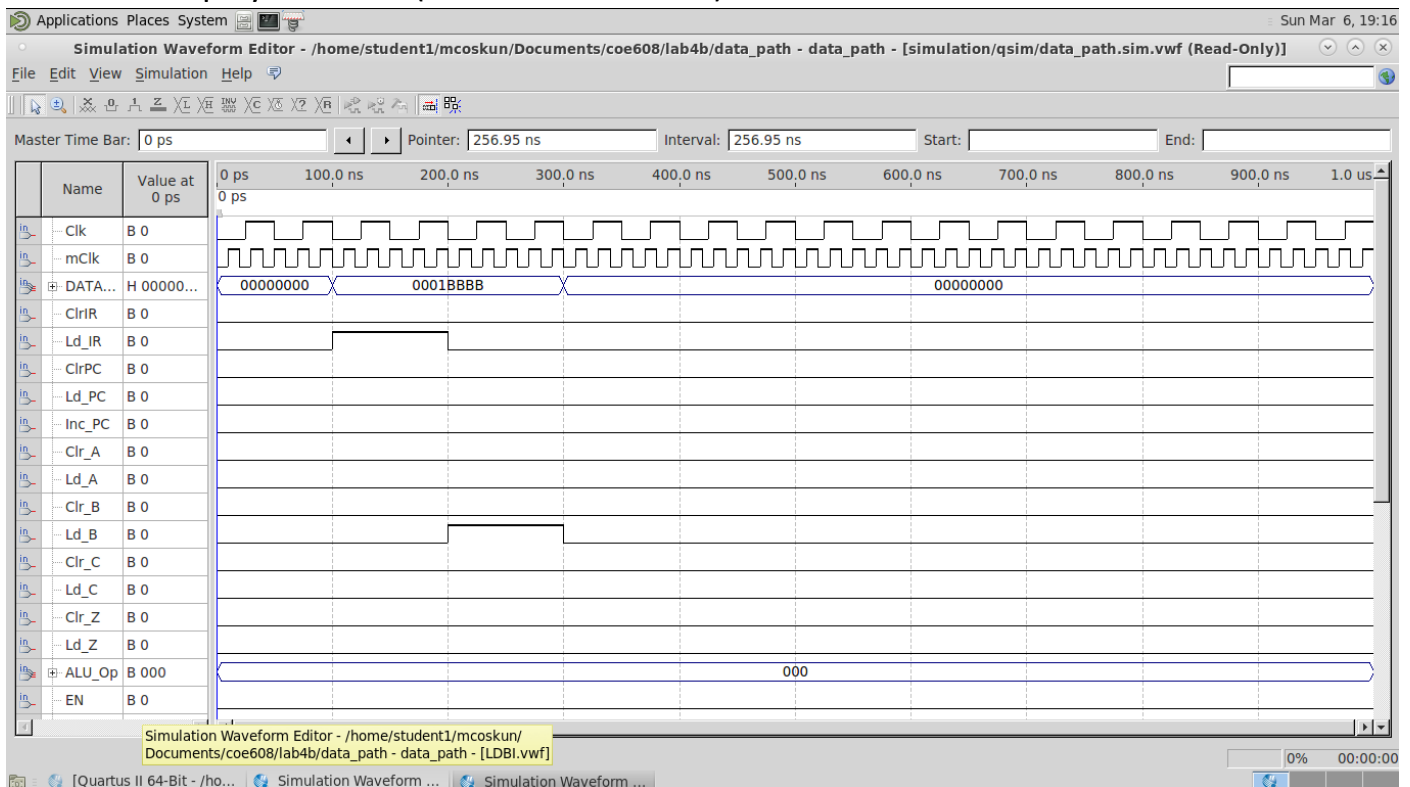 Applications Places System Sun Mar 6, 19:16
Simulation Waveform Editor - /home/student1/mcoskun/Documents/coe608/lab4b/data_path - data_path - [simulation/qsim/data_path.sim.vwf (Read-Only)]
File Edit View Simulation Help
Master Time Bar: 0 ps Pointer: 256.95 ns Interval: 256.95 ns Start: End:
Name Value at 0 ps 0 ps 100.0 ns 200.0 ns 300.0 ns 400.0 ns 500.0 ns 600.0 ns 700.0 ns 800.0 ns 900.0 ns 1.0 us
0 ps
Clk B 0
mClk B 0
DATA... H 00000... 00000000 0001BBBB 00000000
ClrIR B 0
Ld_IR B 0
ClrPC B 0
Ld_PC B 0
Inc_PC B 0
Clr_A B 0
Ld_A B 0
Clr_B B 0
Ld_B B 0
Clr_C B 0
Ld_C B 0
Clr_Z B 0
Ld_Z B 0
ALU_Op B 000 000
EN B 0
Simulation Waveform Editor - /home/student1/mcoskun/
Documents/coe608/lab4b/data_path - data_path - [LDBI.vwf]
0% 00:00:00
[Quartus II 64-Bit - /ho... Simulation Waveform ... Simulation Waveform ...